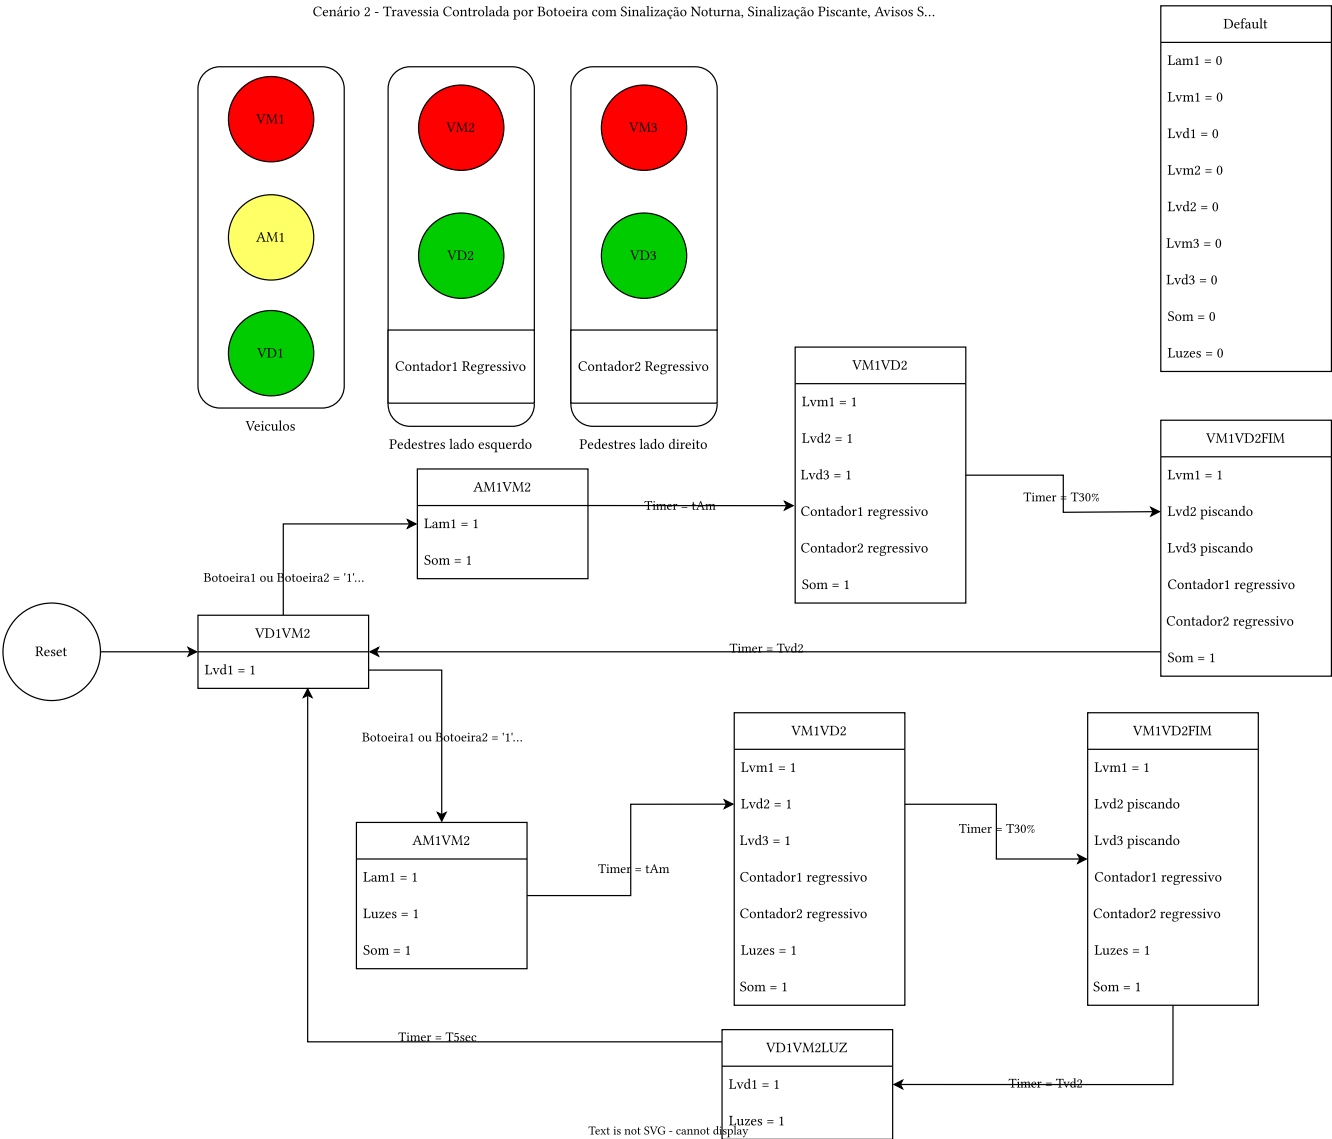 Cenário 2 - Travessia Controlada por Botoeira com Sinalização Noturna, Sinalização Piscante, Avisos S...
Default
Lam1 = 0
Lvm1 = 0
Lvd1 = 0
Lvm2 = 0
Lvd2 = 0
Lvm3 = 0
Lvd3 = 0
Som = 0
Luzes = 0
VM1
AM1
VD1
Veiculos
VM2
VD2
Contador1 Regressivo
Pedestres lado esquerdo
VM3
VD3
Contador2 Regressivo
Pedestres lado direito
AM1VM2
Lam1 = 1
Som = 1
Timer = tAm
VM1VD2
Lvm1 = 1
Lvd2 = 1
Lvd3 = 1
Contador1 regressivo
Contador2 regressivo
Som = 1
Timer = T30%
VM1VD2FIM
Lvm1 = 1
Lvd2 piscando
Lvd3 piscando
Contador1 regressivo
Contador2 regressivo
Som = 1
Botoeira1 ou Botoeira2 = '1'...
Reset
VD1VM2
Lvd1 = 1
Timer = Tvd2
Botoeira1 ou Botoeira2 = '1'...
AM1VM2
Lam1 = 1
Luzes = 1
Som = 1
Timer = tAm
VM1VD2
Lvm1 = 1
Lvd2 = 1
Lvd3 = 1
Contador1 regressivo
Contador2 regressivo
Luzes = 1
Som = 1
Timer = T30%
VM1VD2FIM
Lvm1 = 1
Lvd2 piscando
Lvd3 piscando
Contador1 regressivo
Contador2 regressivo
Luzes = 1
Som = 1
Timer = T5sec
VD1VM2LUZ
Lvd1 = 1
Luzes = 1
Timer = Tvd2
Text is not SVG - cannot display